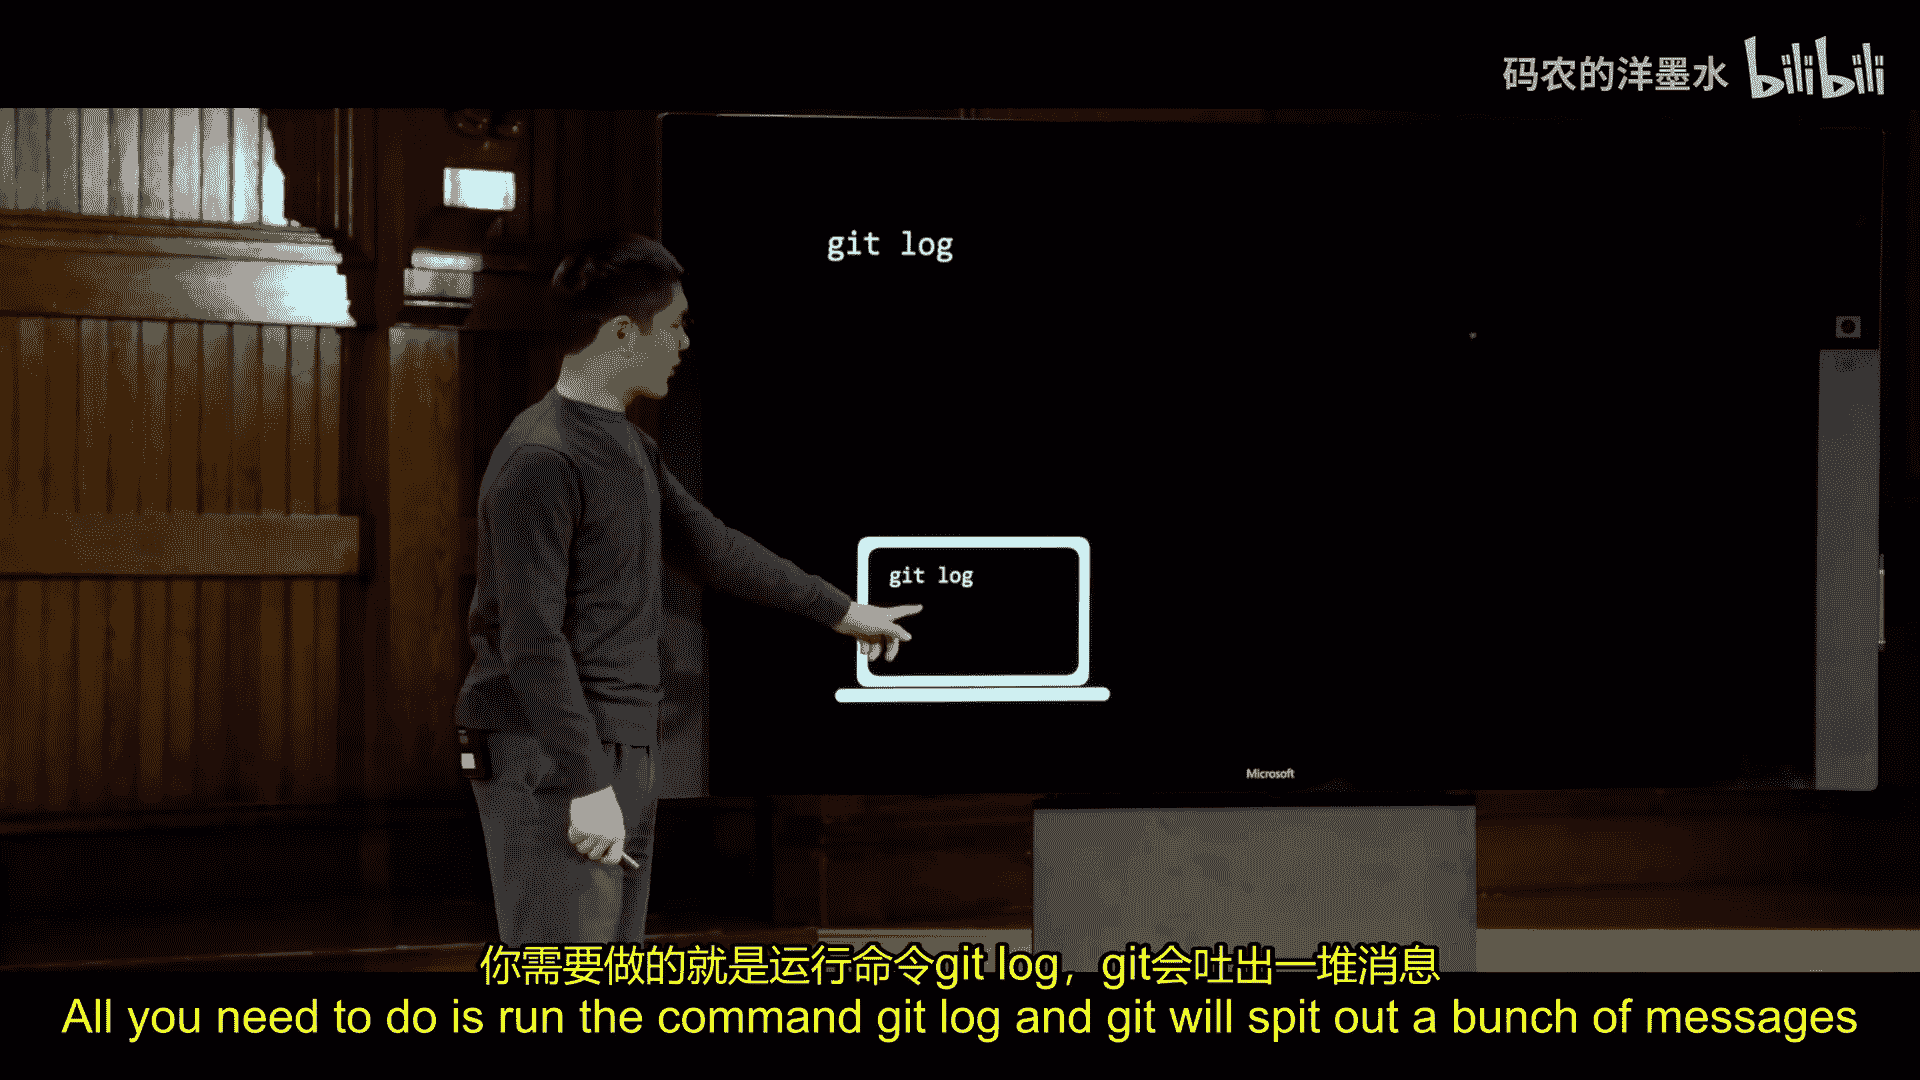 码农的洋墨水 bilibili
git log
git log
Microsoft
你需要做的就是运行命令git log，git会吐出一堆消息
All you need to do is run the command git log and git will spit out a bunch of messages